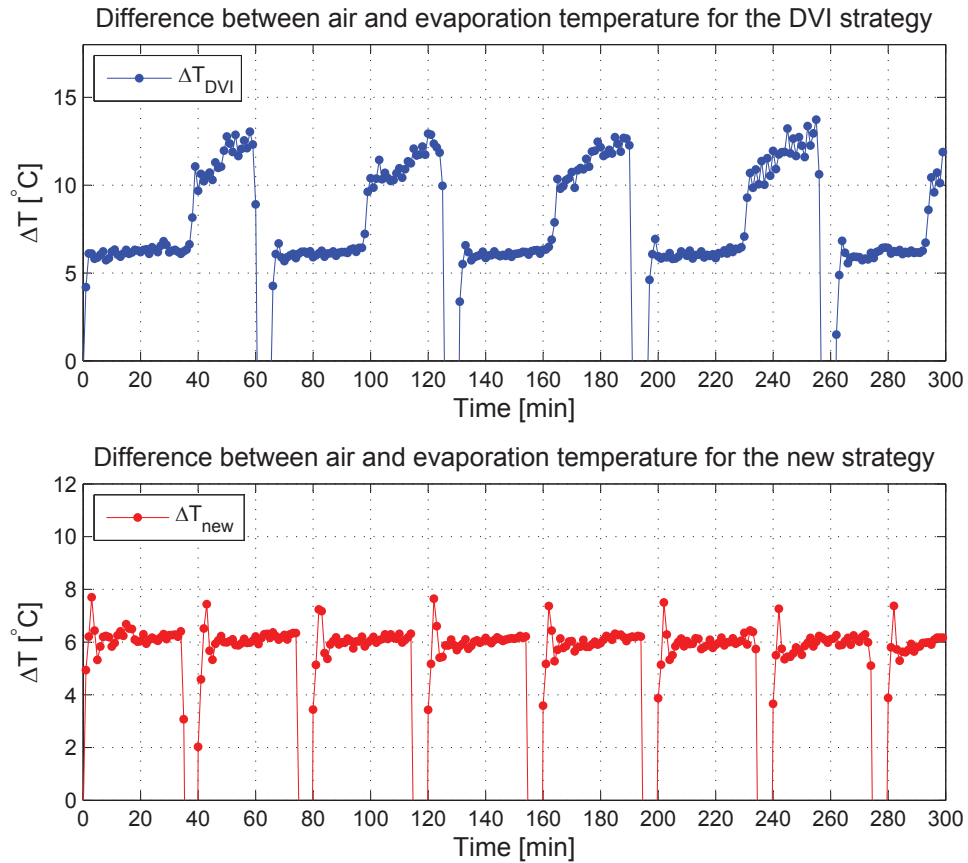 Difference between air and evaporation temperature for the DVI strategy
ΔT_DVI
15
10
5
0
ΔT [°C]
0 20 40 60 80 100 120 140 160 180 200 220 240 260 280 300
Time [min]
Difference between air and evaporation temperature for the new strategy
12
ΔT_new
10
8
6
4
2
0
ΔT [°C]
0 20 40 60 80 100 120 140 160 180 200 220 240 260 280 300
Time [min]